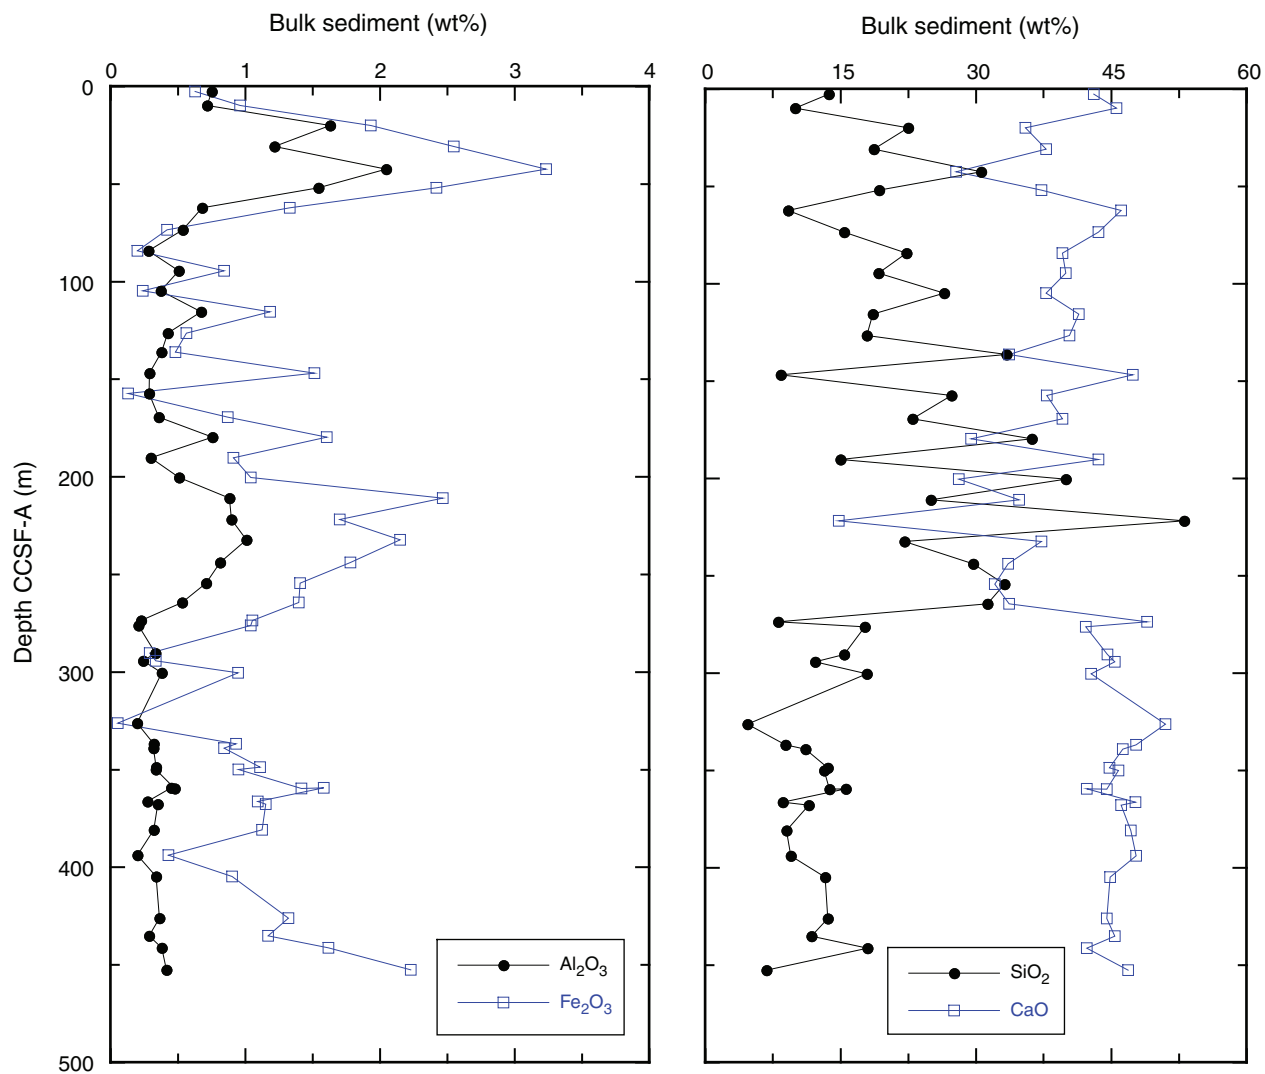 Bulk sediment (wt%)
0 1 2 3 4
0
100
200
300
400
500
Depth CCSF-A (m)
Al₂O₃
Fe₂O₃
Bulk sediment (wt%)
0 15 30 45 60
SiO₂
CaO